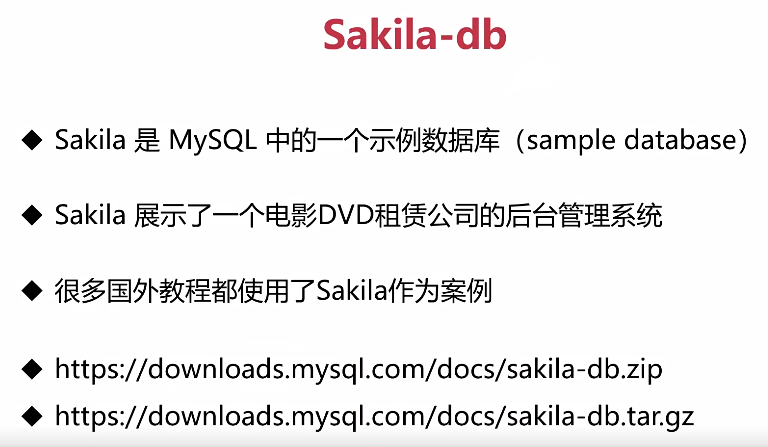 Sakila-db
◆ Sakila 是 MySQL 中的一个示例数据库（sample database）
◆ Sakila 展示了一个电影DVD租赁公司的后台管理系统
◆ 很多国外教程都使用了Sakila作为案例
◆ https://downloads.mysql.com/docs/sakila-db.zip
◆ https://downloads.mysql.com/docs/sakila-db.tar.gz